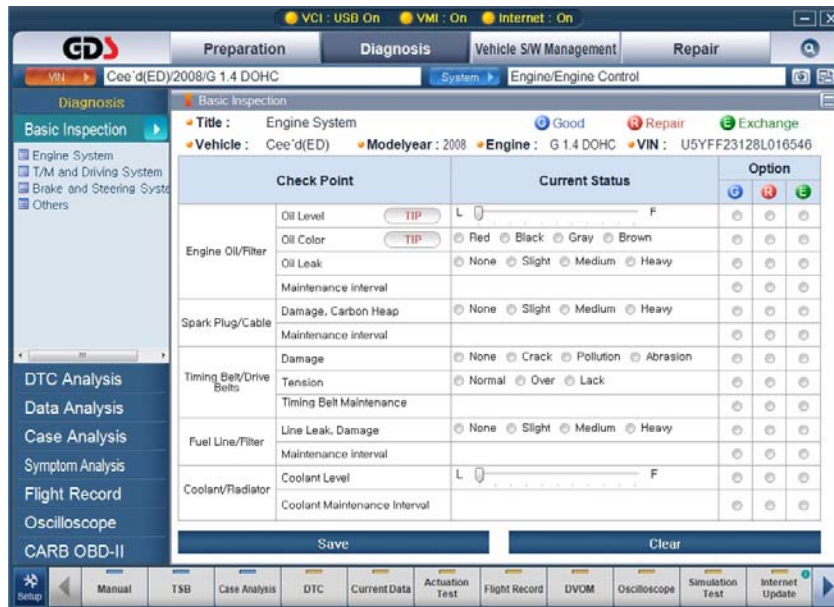 VCI : USB On VMI : On Internet : On
GDS Preparation Diagnosis Vehicle S/W Management Repair
VIN Cee`d(ED)/2008/G 1.4 DOHC System Engine/Engine Control
Diagnosis
Basic Inspection
Engine System
T/M and Driving System
Brake and Steering Syste
Others
DTC Analysis
Data Analysis
Case Analysis
Symptom Analysis
Flight Record
Oscilloscope
CARB OBD-II
Basic Inspection
Title : Engine System G Good R Repair E Exchange
Vehicle : Cee`d(ED) Modelyear : 2008 Engine : G 1.4 DOHC VIN : U5YFF23128L016546
Check Point Current Status Option
G R E
Engine Oil/Filter
Oil Level TIP L F
Oil Color TIP Red Black Gray Brown
Oil Leak None Slight Medium Heavy
Maintenance interval
Spark Plug/Cable
Damage, Carbon Heap None Slight Medium Heavy
Maintenance interval
Timing Belt/Drive
Belts
Damage None Crack Pollution Abrasion
Tension Normal Over Lack
Timing Belt Maintenance
Fuel Line/Filter
Line Leak, Damage None Slight Medium Heavy
Maintenance interval
Coolant/Radiator
Coolant Level L F
Coolant Maintenance Interval
Save Clear
Setup Manual TSB Case Analysis DTC Current Data Actuation Test Flight Record DVOM Oscilloscope Simulation Test Internet Update